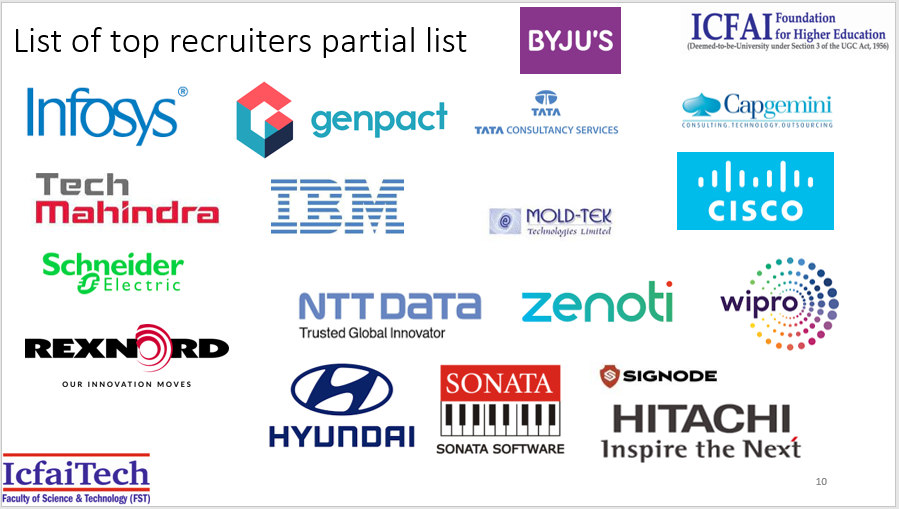 List of top recruiters partial list
BYJU'S
ICFAI Foundation
for Higher Education
(Deemed-to-be-University under Section 3 of the UGC Act, 1956)
Infosys®
genpact
TATA
TATA CONSULTANCY SERVICES
Capgemini
CONSULTING.TECHNOLOGY.OUTSOURCING
Tech
Mahindra
IBM
MOLD-TEK
Technologies Limited
CISCO
Schneider
Electric
NTT DATA
Trusted Global Innovator
zenoti
wipro
REXNORD
OUR INNOVATION MOVES
HYUNDAI
SONATA
SONATA SOFTWARE
SIGNODE
HITACHI
Inspire the Next
IcfaiTech
Faculty of Science & Technology (FST)
10